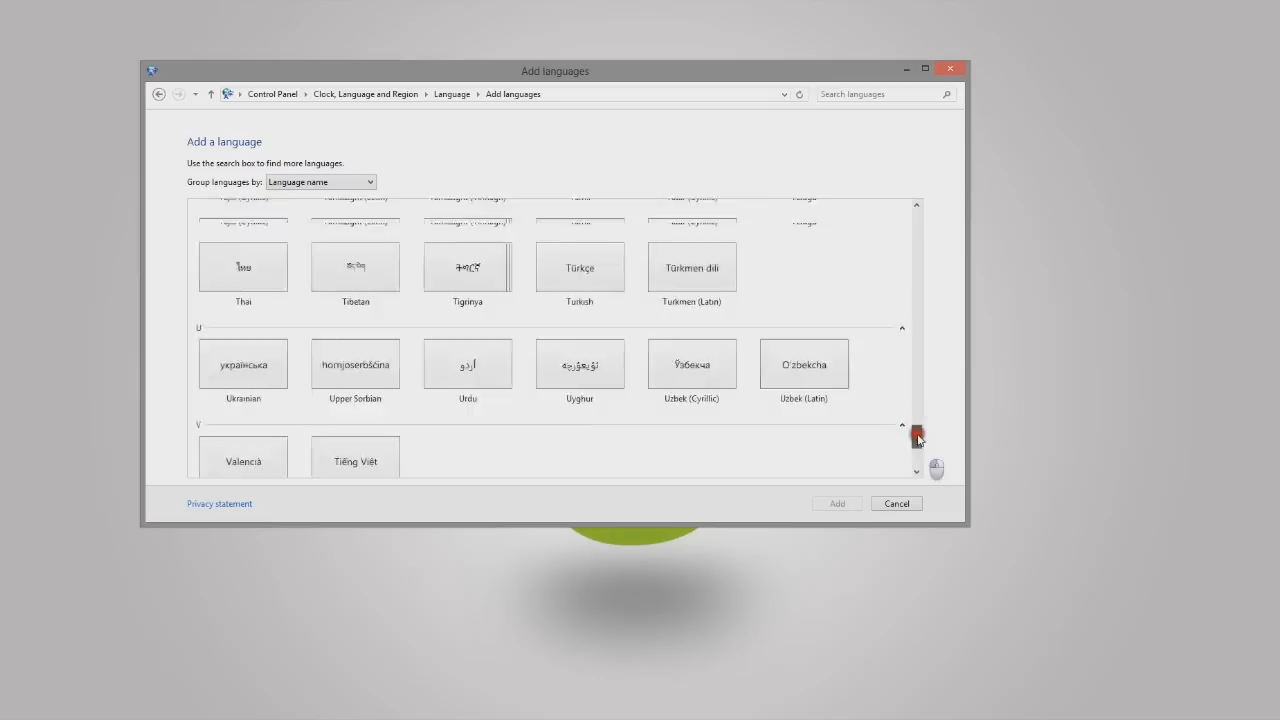 Add languages
Control Panel
Clock, Language and Region
Language
Add languages
Search languages
Add a language
Use the search box to find more languages.
Group languages by:
Language name
ไทย
ትግርኛ
Türkçe
Türkmen dili
Thai
Tibetan
Tigrinya
Turkish
Turkmen (Latin)
U
українська
hornjoserbšćina
اُردو
ئۇيغۇرچە
Ўзбекча
O'zbekcha
Ukrainian
Upper Sorbian
Urdu
Uyghur
Uzbek (Cyrillic)
Uzbek (Latin)
V
Valencià
Tiếng Việt
Privacy statement
Add
Cancel